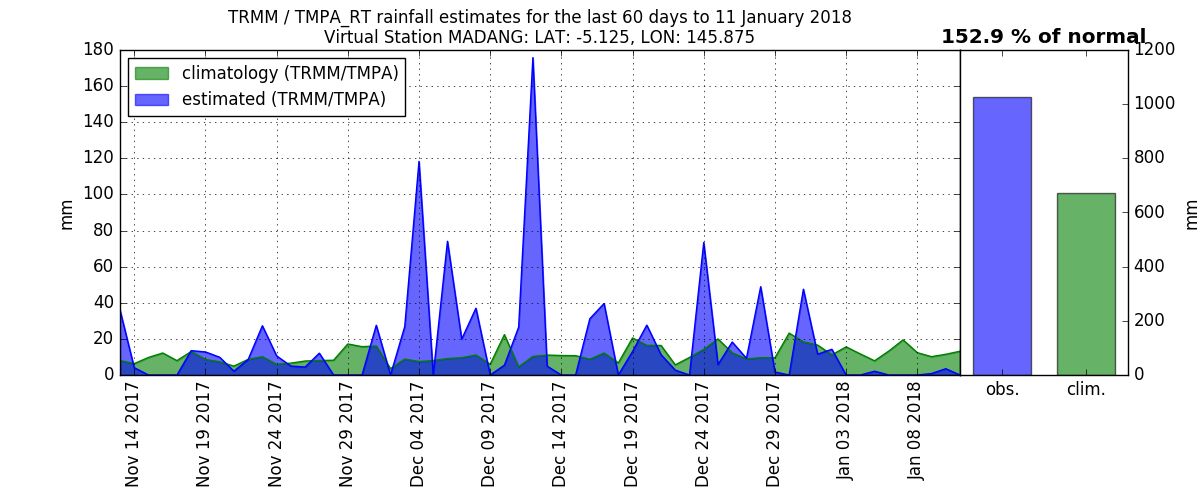 TRMM / TMPA_RT rainfall estimates for the last 60 days to 11 January 2018
Virtual Station MADANG: LAT: -5.125, LON: 145.875
152.9 % of normal
climatology (TRMM/TMPA)
estimated (TRMM/TMPA)
180
160
140
120
100
80
60
40
20
0
mm
Nov 14 2017
Nov 19 2017
Nov 24 2017
Nov 29 2017
Dec 04 2017
Dec 09 2017
Dec 14 2017
Dec 19 2017
Dec 24 2017
Dec 29 2017
Jan 03 2018
Jan 08 2018
1200
1000
800
600
400
200
0
mm
obs.
clim.